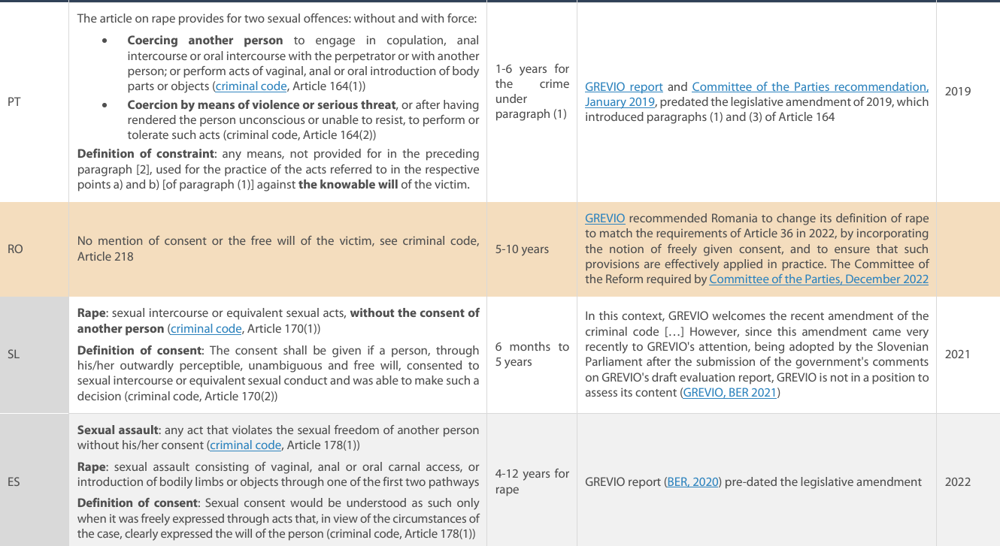 PT
The article on rape provides for two sexual offences: without and with force:
• Coercing another person to engage in copulation, anal
intercourse or oral intercourse with the perpetrator or with another
person; or perform acts of vaginal, anal or oral introduction of body
parts or objects (criminal code, Article 164(1))
• Coercion by means of violence or serious threat, or after having
rendered the person unconscious or unable to resist, to perform or
tolerate such acts (criminal code, Article 164(2))
Definition of constraint: any means, not provided for in the preceding
paragraph [2], used for the practice of the acts referred to in the respective
points a) and b) [of paragraph (1)] against the knowable will of the victim.
1-6 years for
the crime
under
paragraph (1)
GREVIO report and Committee of the Parties recommendation,
January 2019, predated the legislative amendment of 2019, which
introduced paragraphs (1) and (3) of Article 164
2019
RO
No mention of consent or the free will of the victim, see criminal code,
Article 218
5-10 years
GREVIO recommended Romania to change its definition of rape
to match the requirements of Article 36 in 2022, by incorporating
the notion of freely given consent, and to ensure that such
provisions are effectively applied in practice. The Committee of
the Reform required by Committee of the Parties, December 2022
SL
Rape: sexual intercourse or equivalent sexual acts, without the consent of
another person (criminal code, Article 170(1))
Definition of consent: The consent shall be given if a person, through
his/her outwardly perceptible, unambiguous and free will, consented to
sexual intercourse or equivalent sexual conduct and was able to make such a
decision (criminal code, Article 170(2))
6 months to
5 years
In this context, GREVIO welcomes the recent amendment of the
criminal code […] However, since this amendment came very
recently to GREVIO's attention, being adopted by the Slovenian
Parliament after the submission of the government's comments
on GREVIO's draft evaluation report, GREVIO is not in a position to
assess its content (GREVIO, BER 2021)
2021
ES
Sexual assault: any act that violates the sexual freedom of another person
without his/her consent (criminal code, Article 178(1))
Rape: sexual assault consisting of vaginal, anal or oral carnal access, or
introduction of bodily limbs or objects through one of the first two pathways
Definition of consent: Sexual consent would be understood as such only
when it was freely expressed through acts that, in view of the circumstances of
the case, clearly expressed the will of the person (criminal code, Article 178(1))
4-12 years for
rape
GREVIO report (BER, 2020) pre-dated the legislative amendment
2022